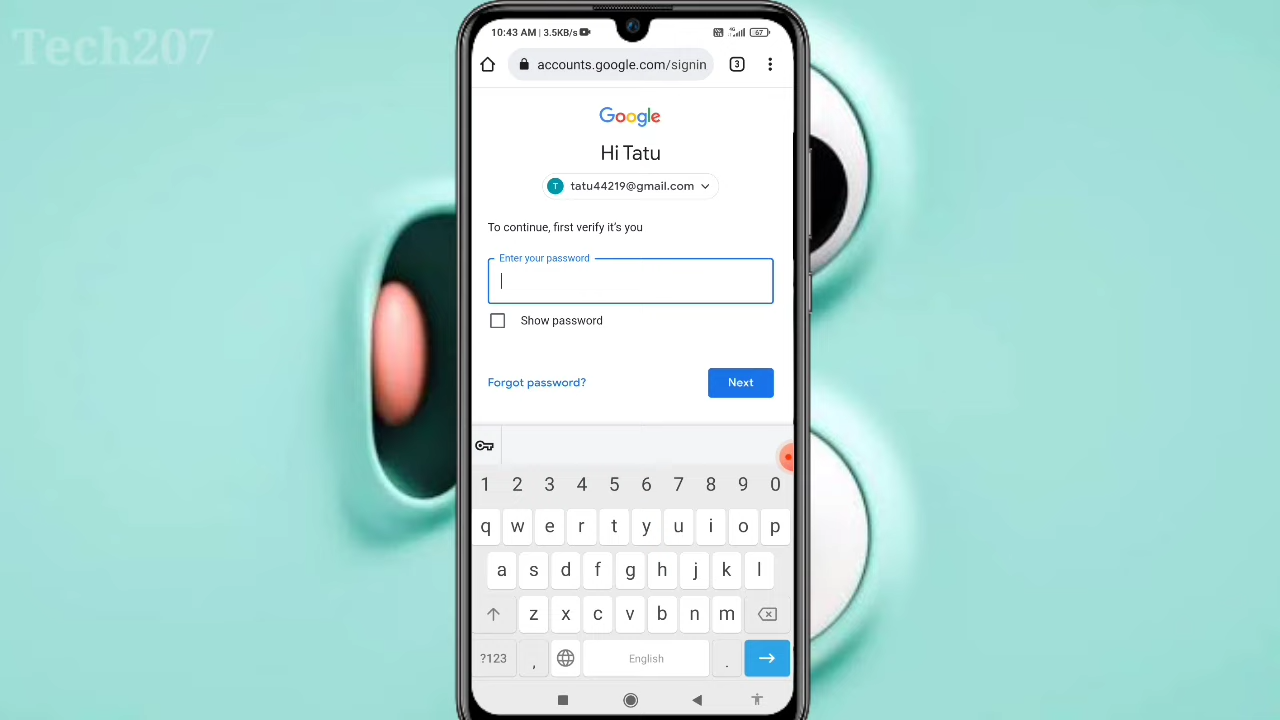 Tech207
10:43 AM | 3.5KB/s
4G 67
accounts.google.com/signin 3
Google
Hi Tatu
T tatu44219@gmail.com
To continue, first verify it's you
Enter your password
Show password
Forgot password? Next
1 2 3 4 5 6 7 8 9 0
q w e r t y u i o p
a s d f g h j k l
z x c v b n m
?123 , English .